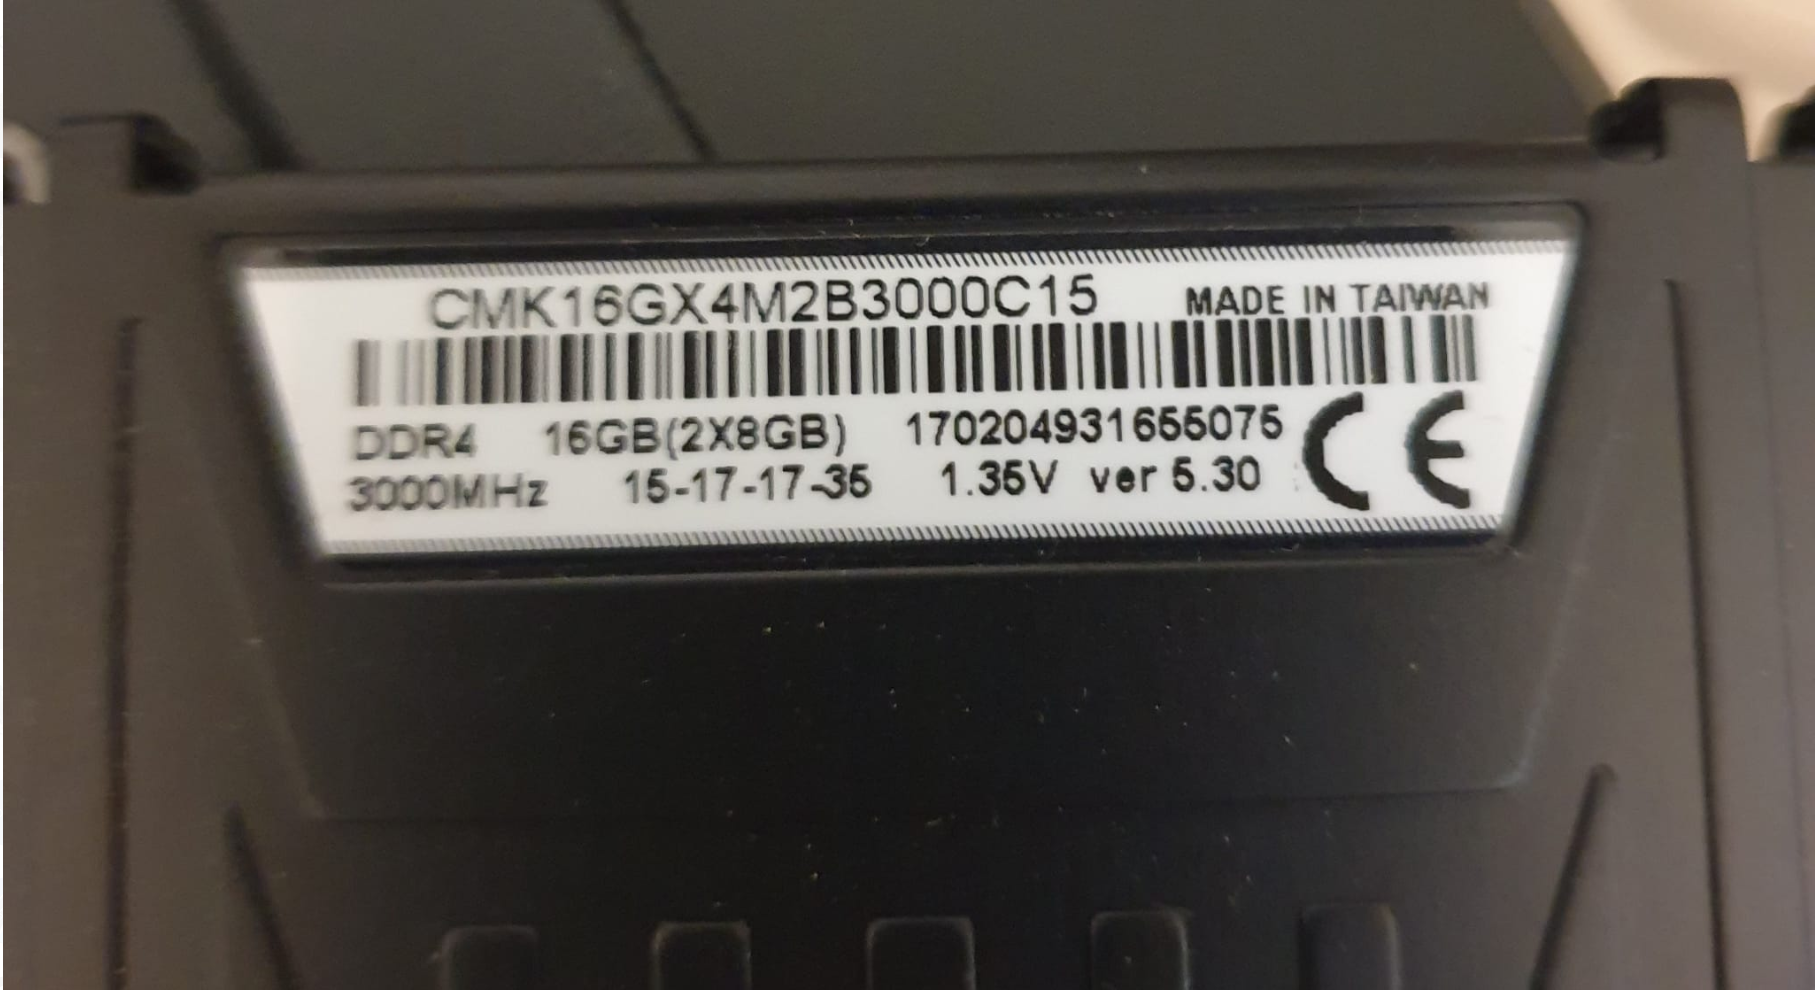 CMK16GX4M2B3000C15 MADE IN TAIWAN
DDR4 16GB(2X8GB) 170204931655075 CE
3000MHz 15-17-17-35 1.35V ver 5.30